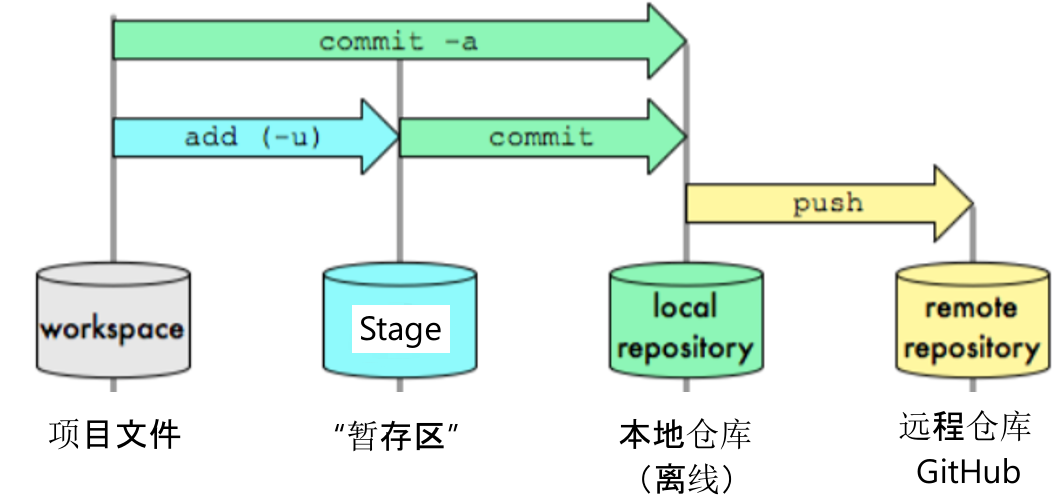 commit -a
add (-u)
commit
push
workspace
Stage
local
repository
remote
repository
项目文件
“暂存区”
本地仓库
（离线）
远程仓库
GitHub